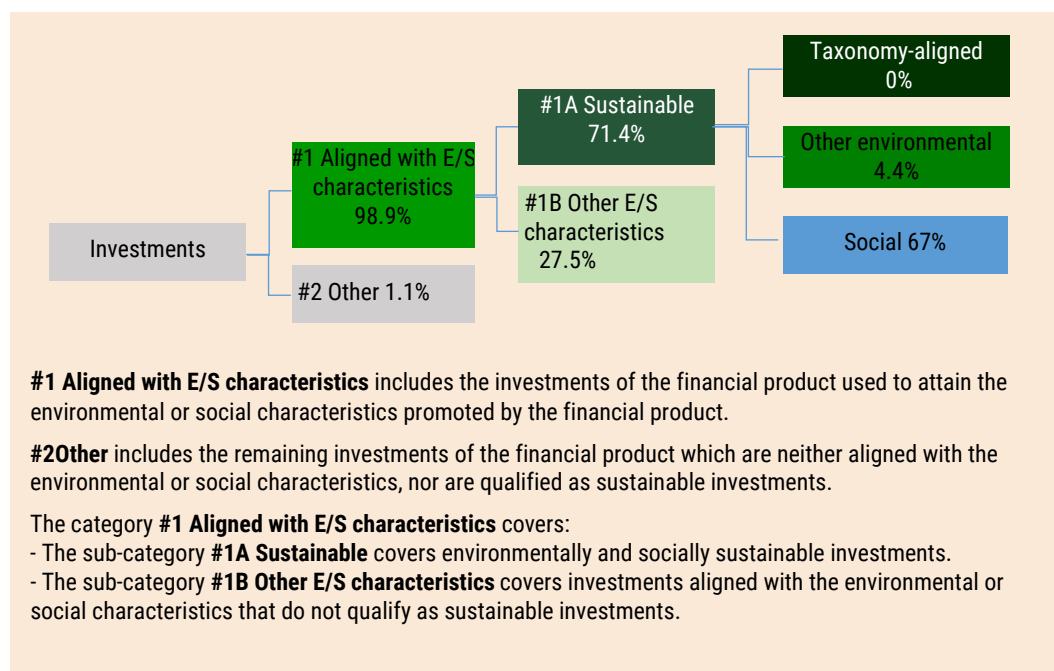 Taxonomy-aligned
0%
#1A Sustainable
71.4%
Other environmental
4.4%
#1 Aligned with E/S
characteristics
98.9%
#1B Other E/S
characteristics
27.5%
Investments
Social 67%
#2 Other 1.1%
#1 Aligned with E/S characteristics includes the investments of the financial product used to attain the
environmental or social characteristics promoted by the financial product.
#2Other includes the remaining investments of the financial product which are neither aligned with the
environmental or social characteristics, nor are qualified as sustainable investments.
The category #1 Aligned with E/S characteristics covers:
- The sub-category #1A Sustainable covers environmentally and socially sustainable investments.
- The sub-category #1B Other E/S characteristics covers investments aligned with the environmental or
social characteristics that do not qualify as sustainable investments.